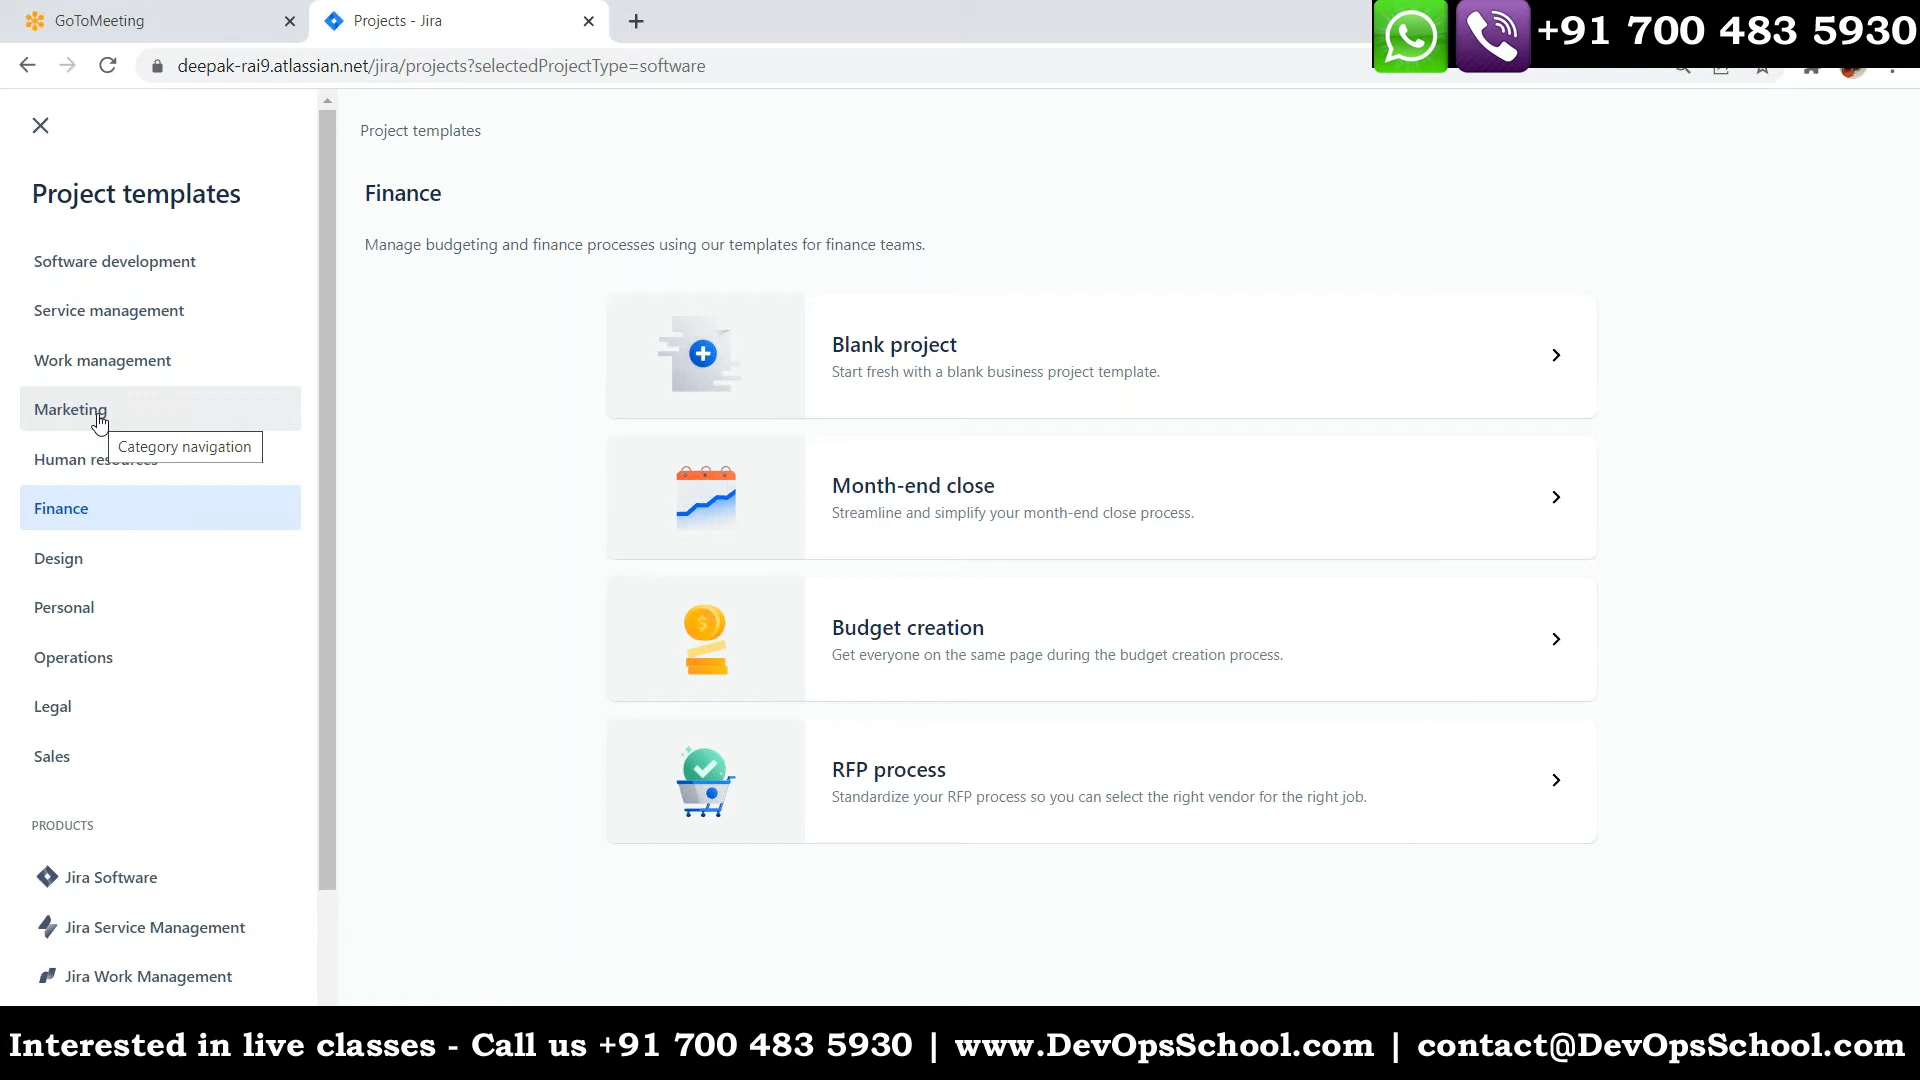 GoToMeeting
Projects - Jira
+91 700 483 5930
deepak-rai9.atlassian.net/jira/projects?selectedProjectType=software
Project templates
Software development
Service management
Work management
Marketing
Category navigation
Human resources
Finance
Design
Personal
Operations
Legal
Sales
PRODUCTS
Jira Software
Jira Service Management
Jira Work Management
Project templates
Finance
Manage budgeting and finance processes using our templates for finance teams.
Blank project
Start fresh with a blank business project template.
Month-end close
Streamline and simplify your month-end close process.
Budget creation
Get everyone on the same page during the budget creation process.
RFP process
Standardize your RFP process so you can select the right vendor for the right job.
Interested in live classes - Call us +91 700 483 5930 | www.DevOpsSchool.com | contact@DevOpsSchool.com